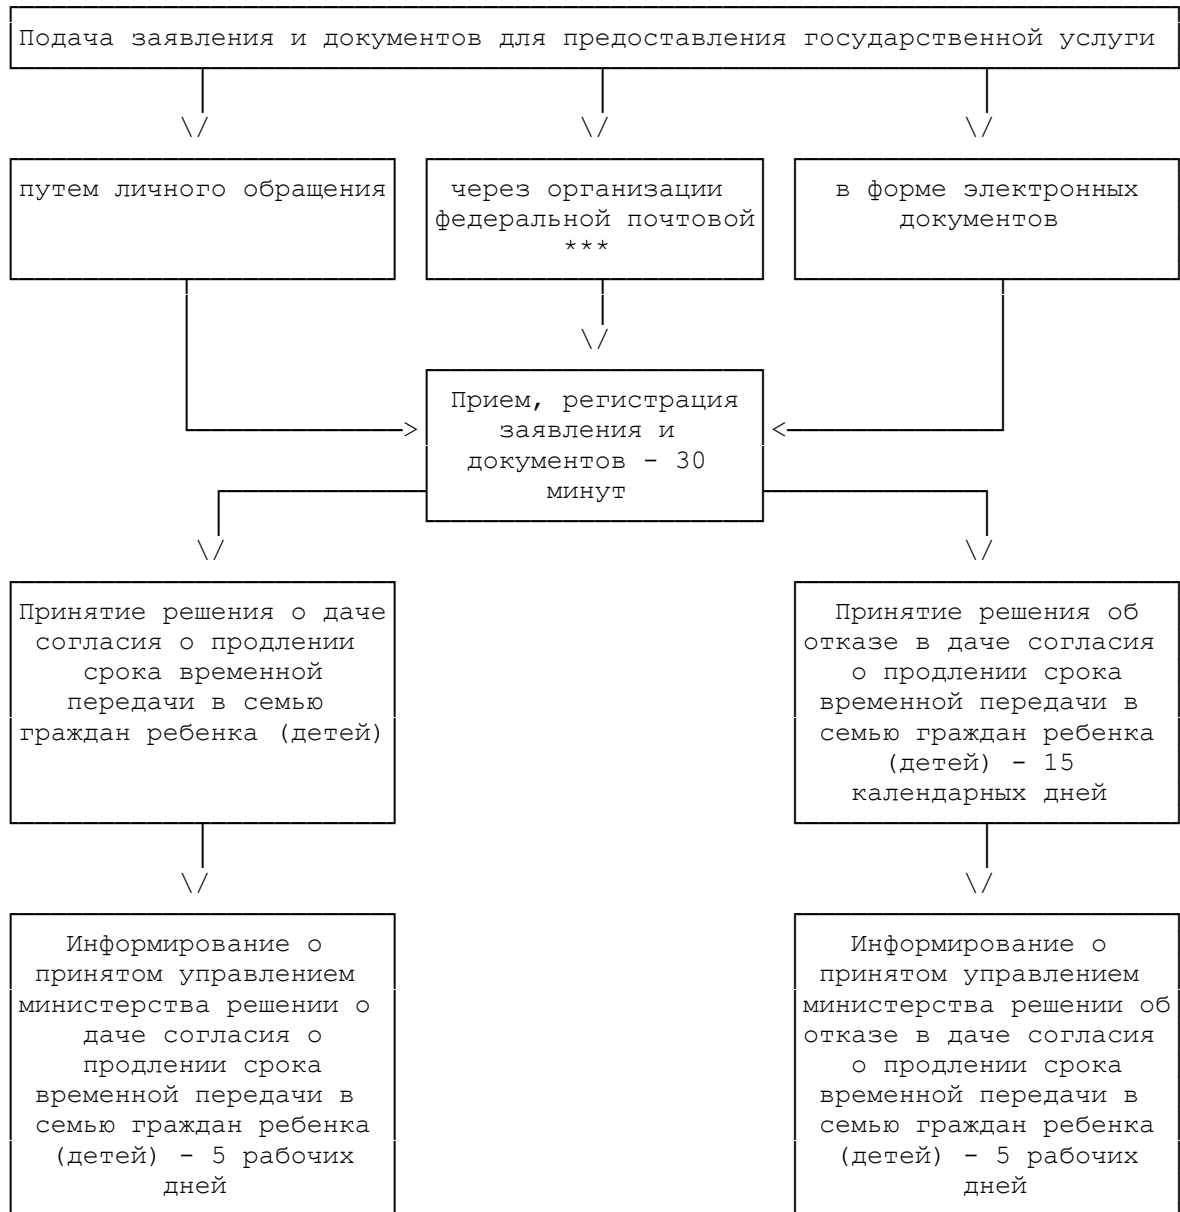 Подача заявления и документов для предоставления государственной услуги
путем личного обращения
через организации
федеральной почтовой
***
в форме электронных
документов
Прием, регистрация
заявления и
документов - 30
минут
Принятие решения о даче
согласия о продлении
срока временной
передачи в семью
граждан ребенка (детей)
Принятие решения об
отказе в даче согласия
о продлении срока
временной передачи в
семью граждан ребенка
(детей) - 15
календарных дней
Информирование о
принятом управлением
министерства решении о
даче согласия о
продлении срока
временной передачи в
семью граждан ребенка
(детей) - 5 рабочих
дней
Информирование о
принятом управлением
министерства решении об
отказе в даче согласия
о продлении срока
временной передачи в
семью граждан ребенка
(детей) - 5 рабочих
дней